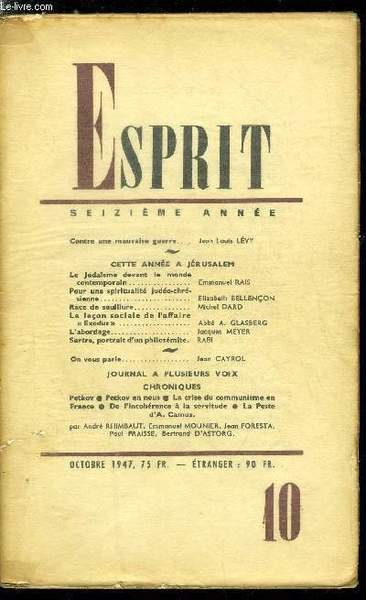 Le-livre.com
ESPRIT
SEIZIÈME ANNÉE
Contre une mauvaise guerre. . . Jean Louis LÉVY
CETTE ANNÉE A JÉRUSALEM
Le Judaïsme devant le monde
contemporain . . . . . . . . . . . . . . Emmanuel RAIS
Pour une spiritualité judéo-chré-
tienne . . . . . . . . . . . . . . . . . . . Elisabeth BELLENÇON
Race de souillure . . . . . . . . . . . . Michel DARD
La leçon sociale de l'affaire
« Exodus » . . . . . . . . . . . . . . . . Abbé A. GLASBERG
L'abordage . . . . . . . . . . . . . . . . . Jacques MEYER
Sartre, portrait d'un philosémite. RABI
On vous parle . . . . . . . . . . . . . . Jean CAYROL
JOURNAL A PLUSIEURS VOIX
CHRONIQUES
Petkov ● Petkov en nous ● La crise du communisme en
France ● De l'incohérence à la servitude ● La Peste
d'A. Camus.
par André RHIMBAUT, Emmanuel MOUNIER, Jean FORESTA,
Paul FRAISSE, Bertrand D'ASTORG.
OCTOBRE 1947, 75 FR. — ÉTRANGER : 90 FR.
10